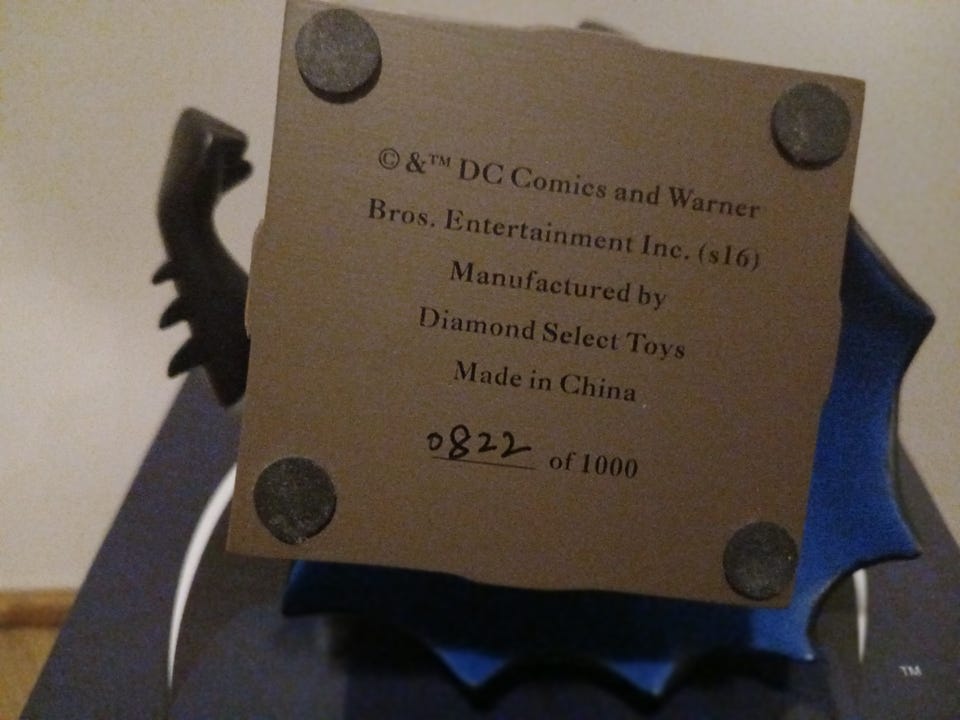 © &™ DC Comics and Warner
Bros. Entertainment Inc. (s16)
Manufactured by
Diamond Select Toys
Made in China
0822 of 1000
™